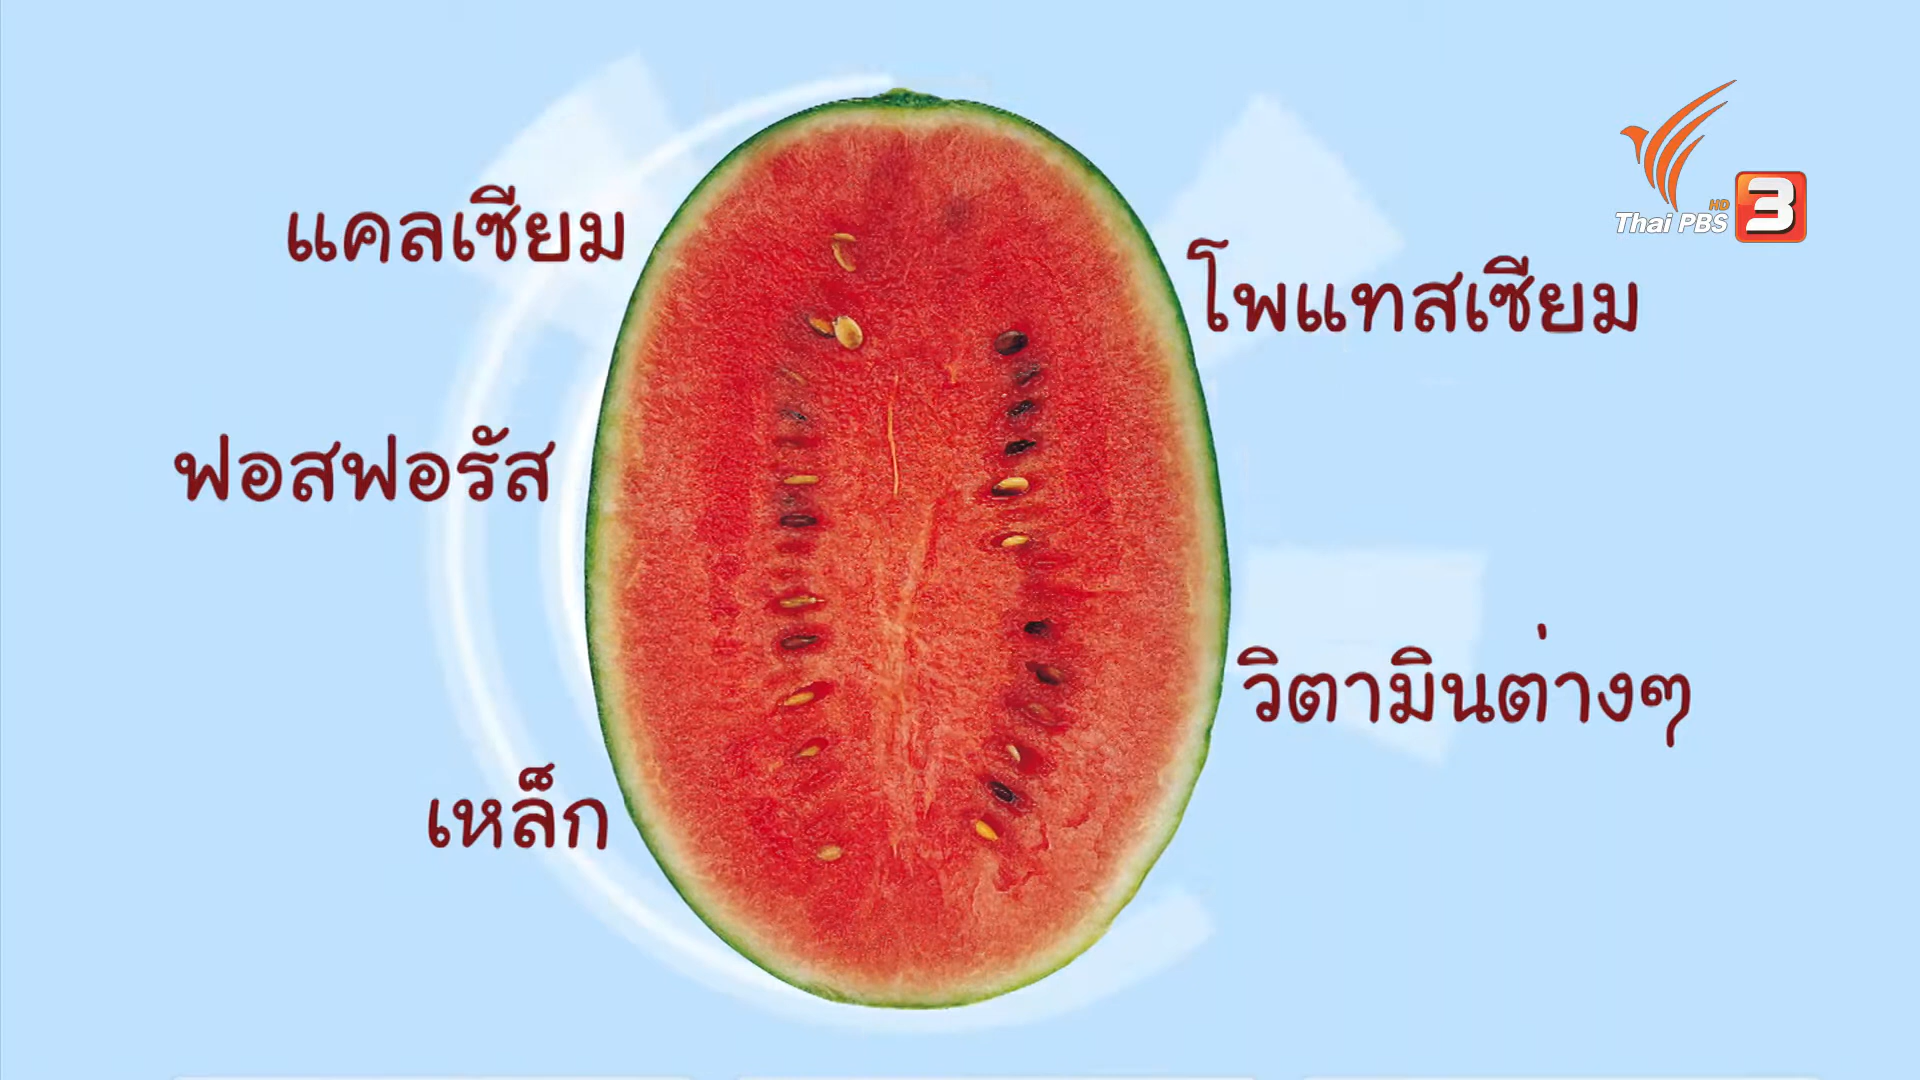 แคลเซียม
โพแทสเซียม
ฟอสฟอรัส
วิตามินต่างๆ
เหล็ก
HD
Thai PBS 3